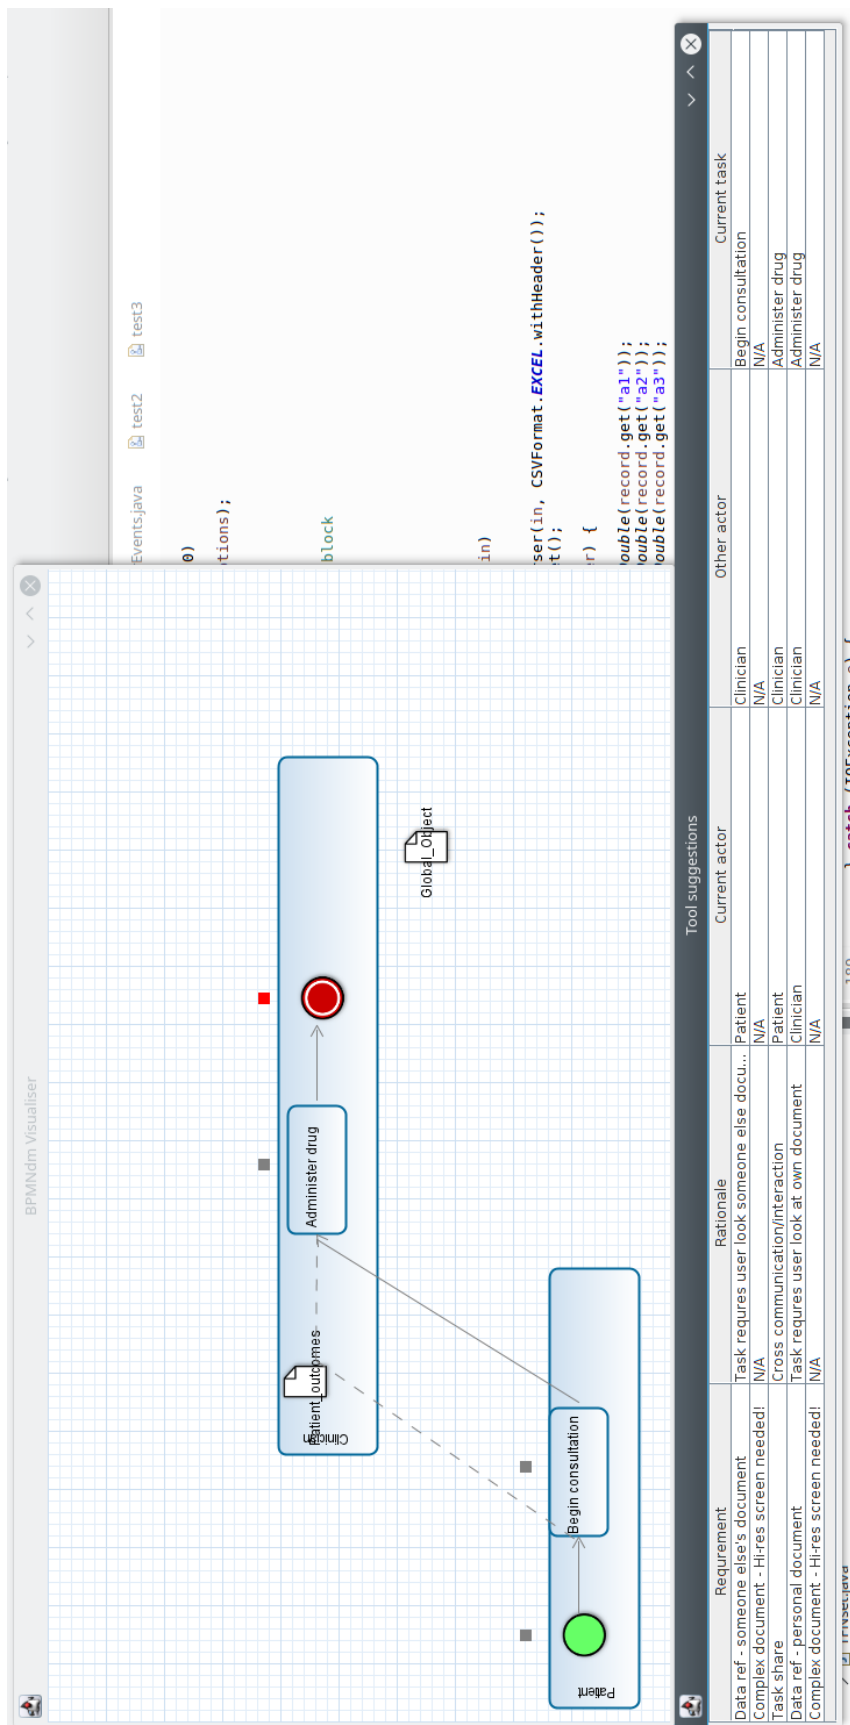 Events.java test2 test3
0)
tions);
block
in)
ser(in, CSVFormat.EXCEL.withHeader());
t();
r) {
ouble(record.get("a1"));
ouble(record.get("a2"));
ouble(record.get("a3"));
BPMNdm Visualiser
Clinician
Patient_outcomes
Administer drug
Global_Object
Patient
Begin consultation
Tool suggestions
Requrement Rationale Current actor Other actor Current task
Data ref - someone else's document Task requres user look someone else docu... Patient Clinician Begin consultation
Complex document - Hi-res screen needed! N/A N/A N/A N/A
Task share Cross communication/interaction Patient Clinician Administer drug
Data ref - personal document Task requres user look at own document Clinician Clinician Administer drug
Complex document - Hi-res screen needed! N/A N/A N/A N/A